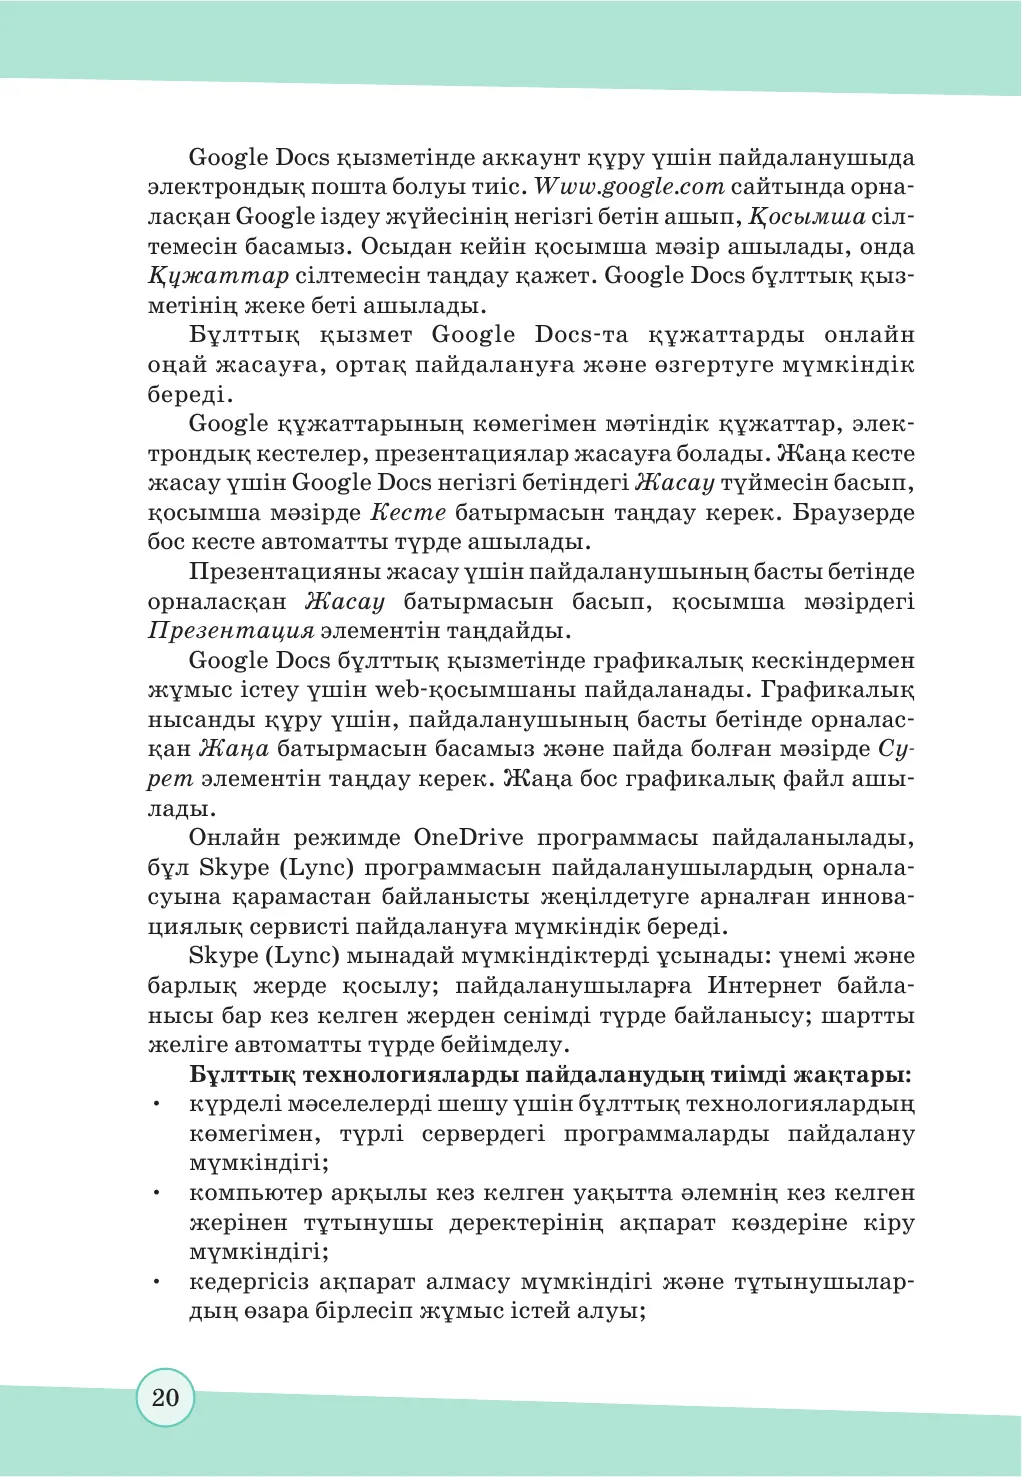 Google Docs қызметінде аккаунт құру үшін пайдаланушыда
электрондық пошта болуы тиіс. Www.google.com сайтында орна-
ласқан Google іздеу жүйесінің негізгі бетін ашып, Қосымша сіл-
темесін басамыз. Осыдан кейін қосымша мәзір ашылады, онда
Құжаттар сілтемесін таңдау қажет. Google Docs бұлттық қыз-
метінің жеке беті ашылады.
Бұлттық қызмет Google Docs-та құжаттарды онлайн
оңай жасауға, ортақ пайдалануға және өзгертуге мүмкіндік
береді.
Google құжаттарының көмегімен мәтіндік құжаттар, элек-
трондық кестелер, презентациялар жасауға болады. Жаңа кесте
жасау үшін Google Docs негізгі бетіндегі Жасау түймесін басып,
қосымша мәзірде Кесте батырмасын таңдау керек. Браузерде
бос кесте автоматты түрде ашылады.
Презентацияны жасау үшін пайдаланушының басты бетінде
орналасқан Жасау батырмасын басып, қосымша мәзірдегі
Презентация элементін таңдайды.
Google Docs бұлттық қызметінде графикалық кескіндермен
жұмыс істеу үшін web-қосымшаны пайдаланады. Графикалық
нысанды құру үшін, пайдаланушының басты бетінде орналас-
қан Жаңа батырмасын басамыз және пайда болған мәзірде Су-
рет элементін таңдау керек. Жаңа бос графикалық файл ашы-
лады.
Онлайн режимде OneDrive программасы пайдаланылады,
бұл Skype (Lync) программасын пайдаланушылардың орнала-
суына қарамастан байланысты жеңілдетуге арналған иннова-
циялық сервисті пайдалануға мүмкіндік береді.
Skype (Lync) мынадай мүмкіндіктерді ұсынады: үнемі және
барлық жерде қосылу; пайдаланушыларға Интернет байла-
нысы бар кез келген жерден сенімді түрде байланысу; шартты
желіге автоматты түрде бейімделу.
Бұлттық технологияларды пайдаланудың тиімді жақтары:
• күрделі мәселелерді шешу үшін бұлттық технологиялардың
көмегімен, түрлі сервердегі программаларды пайдалану
мүмкіндігі;
• компьютер арқылы кез келген уақытта әлемнің кез келген
жерінен тұтынушы деректерінің ақпарат көздеріне кіру
мүмкіндігі;
• кедергісіз ақпарат алмасу мүмкіндігі және тұтынушылар-
дың өзара бірлесіп жұмыс істей алуы;
20